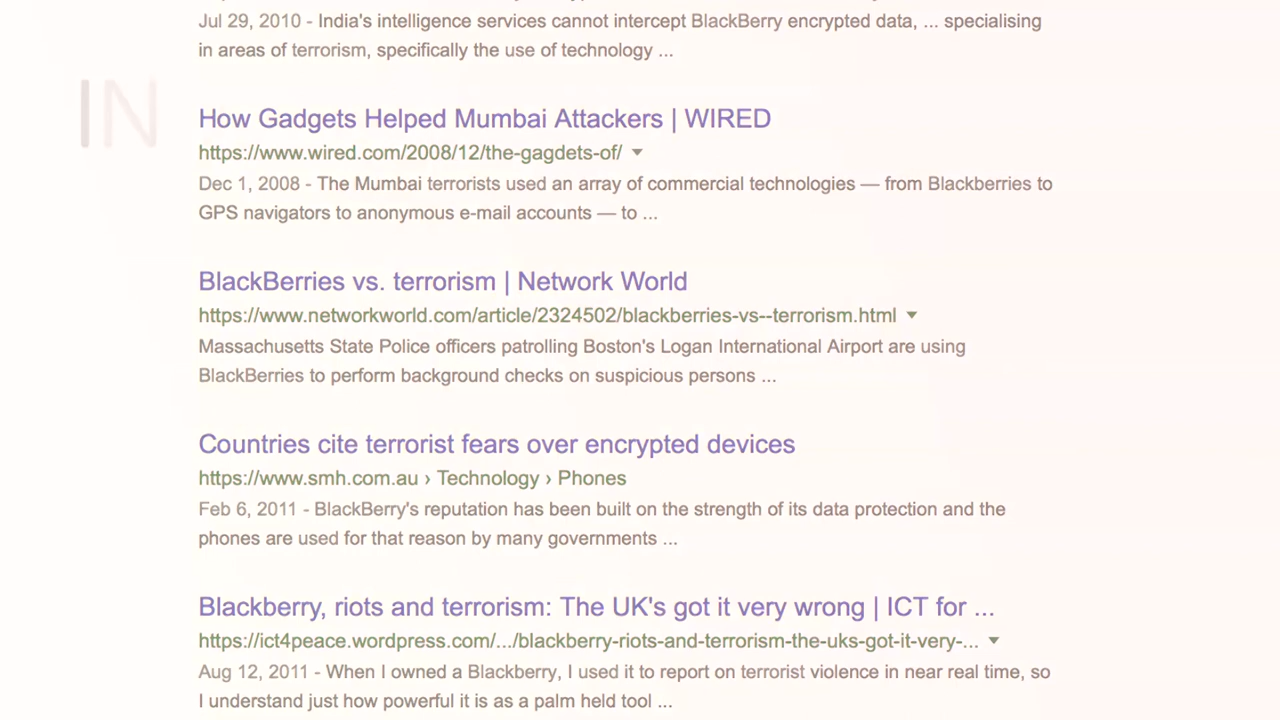 Jul 29, 2010 - India's intelligence services cannot intercept BlackBerry encrypted data, ... specialising
in areas of terrorism, specifically the use of technology ...
IN
How Gadgets Helped Mumbai Attackers | WIRED
https://www.wired.com/2008/12/the-gagdets-of/
Dec 1, 2008 - The Mumbai terrorists used an array of commercial technologies — from Blackberries to
GPS navigators to anonymous e-mail accounts — to ...
BlackBerries vs. terrorism | Network World
https://www.networkworld.com/article/2324502/blackberries-vs--terrorism.html
Massachusetts State Police officers patrolling Boston's Logan International Airport are using
BlackBerries to perform background checks on suspicious persons ...
Countries cite terrorist fears over encrypted devices
https://www.smh.com.au › Technology › Phones
Feb 6, 2011 - BlackBerry's reputation has been built on the strength of its data protection and the
phones are used for that reason by many governments ...
Blackberry, riots and terrorism: The UK's got it very wrong | ICT for ...
https://ict4peace.wordpress.com/.../blackberry-riots-and-terrorism-the-uks-got-it-very-...
Aug 12, 2011 - When I owned a Blackberry, I used it to report on terrorist violence in near real time, so
I understand just how powerful it is as a palm held tool ...